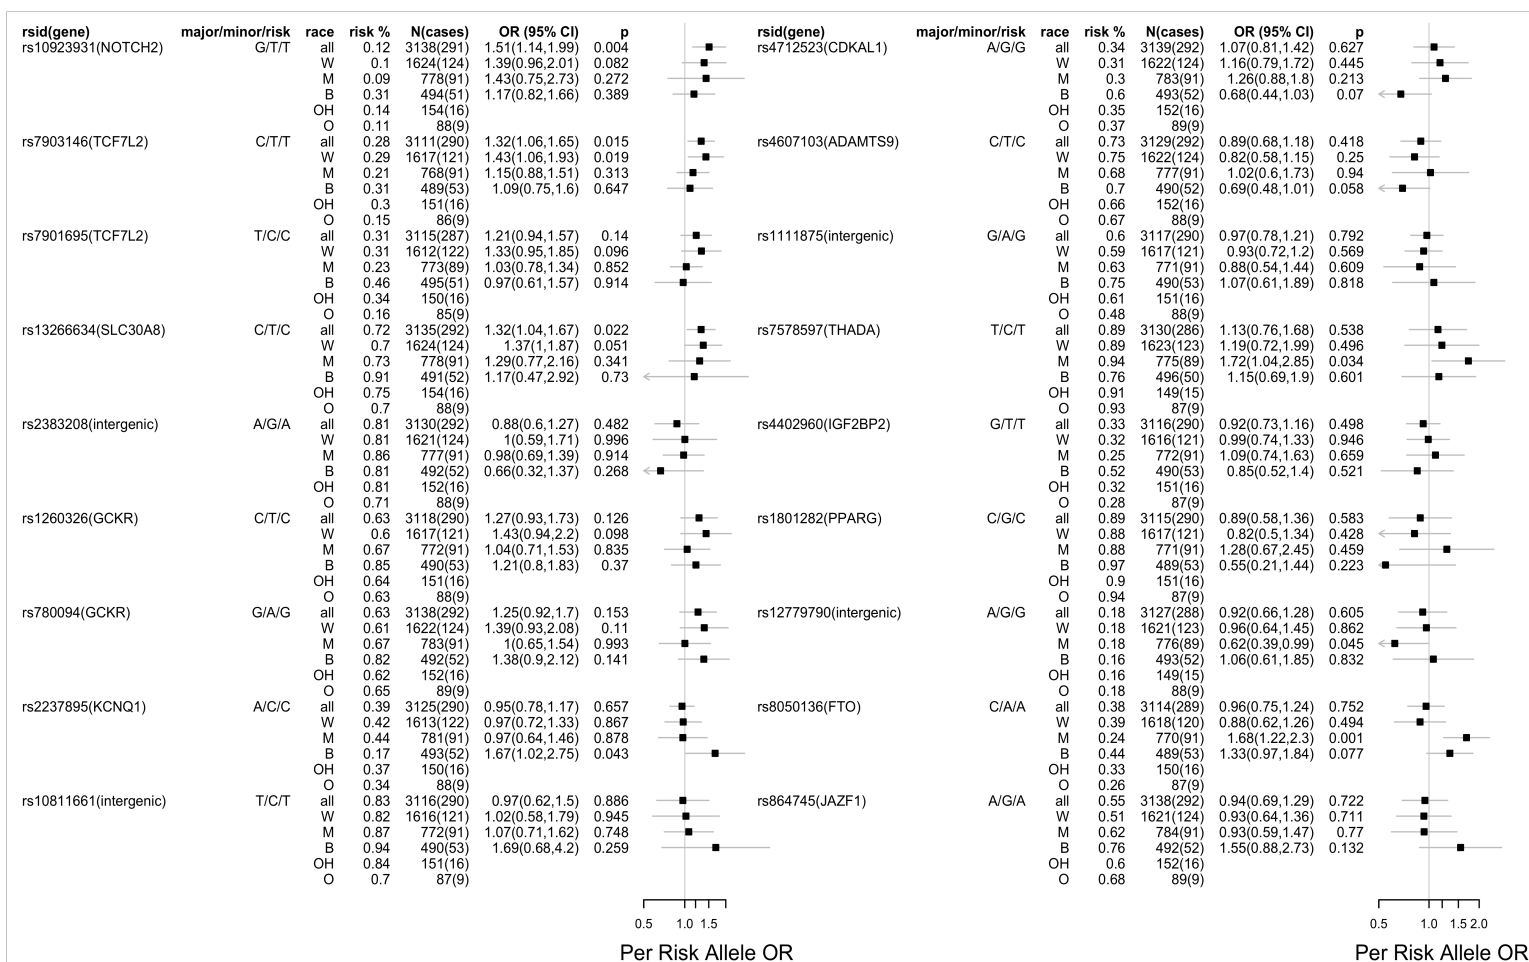 rsid(gene) major/minor/risk race risk % N(cases) OR (95% CI) p
rs10923931(NOTCH2) G/T/T all 0.12 3138(291) 1.51(1.14,1.99) 0.004
W 0.1 1624(124) 1.39(0.96,2.01) 0.082
M 0.09 778(91) 1.43(0.75,2.73) 0.272
B 0.31 494(51) 1.17(0.82,1.66) 0.389
OH 0.14 154(16)
O 0.11 88(9)
rs7903146(TCF7L2) C/T/T all 0.28 3111(290) 1.32(1.06,1.65) 0.015
W 0.29 1617(121) 1.43(1.06,1.93) 0.019
M 0.21 768(91) 1.15(0.88,1.51) 0.313
B 0.31 489(53) 1.09(0.75,1.6) 0.647
OH 0.3 151(16)
O 0.15 86(9)
rs7901695(TCF7L2) T/C/C all 0.31 3115(287) 1.21(0.94,1.57) 0.14
W 0.31 1612(122) 1.33(0.95,1.85) 0.096
M 0.23 773(89) 1.03(0.78,1.34) 0.852
B 0.46 495(51) 0.97(0.61,1.57) 0.914
OH 0.34 150(16)
O 0.16 85(9)
rs13266634(SLC30A8) C/T/C all 0.72 3135(292) 1.32(1.04,1.67) 0.022
W 0.7 1624(124) 1.37(1,1.87) 0.051
M 0.73 778(91) 1.29(0.77,2.16) 0.341
B 0.91 491(52) 1.17(0.47,2.92) 0.73
OH 0.75 154(16)
O 0.7 88(9)
rs2383208(intergenic) A/G/A all 0.81 3130(292) 0.88(0.6,1.27) 0.482
W 0.81 1621(124) 1(0.59,1.71) 0.996
M 0.86 777(91) 0.98(0.69,1.39) 0.914
B 0.81 492(52) 0.66(0.32,1.37) 0.268
OH 0.81 152(16)
O 0.71 88(9)
rs1260326(GCKR) C/T/C all 0.63 3118(290) 1.27(0.93,1.73) 0.126
W 0.6 1617(121) 1.43(0.94,2.2) 0.098
M 0.67 772(91) 1.04(0.71,1.53) 0.835
B 0.85 490(53) 1.21(0.8,1.83) 0.37
OH 0.64 151(16)
O 0.63 88(9)
rs780094(GCKR) G/A/G all 0.63 3138(292) 1.25(0.92,1.7) 0.153
W 0.61 1622(124) 1.39(0.93,2.08) 0.11
M 0.67 783(91) 1(0.65,1.54) 0.993
B 0.82 492(52) 1.38(0.9,2.12) 0.141
OH 0.62 152(16)
O 0.65 89(9)
rs2237895(KCNQ1) A/C/C all 0.39 3125(290) 0.95(0.78,1.17) 0.657
W 0.42 1613(122) 0.97(0.72,1.33) 0.867
M 0.44 781(91) 0.97(0.64,1.46) 0.878
B 0.17 493(52) 1.67(1.02,2.75) 0.043
OH 0.37 150(16)
O 0.34 88(9)
rs10811661(intergenic) T/C/T all 0.83 3116(290) 0.97(0.62,1.5) 0.886
W 0.82 1616(121) 1.02(0.58,1.79) 0.945
M 0.87 772(91) 1.07(0.71,1.62) 0.748
B 0.94 490(53) 1.69(0.68,4.2) 0.259
OH 0.84 151(16)
O 0.7 87(9)
0.5 1.0 1.5
Per Risk Allele OR
rsid(gene) major/minor/risk race risk % N(cases) OR (95% CI) p
rs4712523(CDKAL1) A/G/G all 0.34 3139(292) 1.07(0.81,1.42) 0.627
W 0.31 1622(124) 1.16(0.79,1.72) 0.445
M 0.3 783(91) 1.26(0.88,1.8) 0.213
B 0.6 493(52) 0.68(0.44,1.03) 0.07
OH 0.35 152(16)
O 0.37 89(9)
rs4607103(ADAMTS9) C/T/C all 0.73 3129(292) 0.89(0.68,1.18) 0.418
W 0.75 1622(124) 0.82(0.58,1.15) 0.25
M 0.68 777(91) 1.02(0.6,1.73) 0.94
B 0.7 490(52) 0.69(0.48,1.01) 0.058
OH 0.66 152(16)
O 0.67 88(9)
rs1111875(intergenic) G/A/G all 0.6 3117(290) 0.97(0.78,1.21) 0.792
W 0.59 1617(121) 0.93(0.72,1.2) 0.569
M 0.63 771(91) 0.88(0.54,1.44) 0.609
B 0.75 490(53) 1.07(0.61,1.89) 0.818
OH 0.61 151(16)
O 0.48 88(9)
rs7578597(THADA) T/C/T all 0.89 3130(286) 1.13(0.76,1.68) 0.538
W 0.89 1623(123) 1.19(0.72,1.99) 0.496
M 0.94 775(89) 1.72(1.04,2.85) 0.034
B 0.76 496(50) 1.15(0.69,1.9) 0.601
OH 0.91 149(15)
O 0.93 87(9)
rs4402960(IGF2BP2) G/T/T all 0.33 3116(290) 0.92(0.73,1.16) 0.498
W 0.32 1616(121) 0.99(0.74,1.33) 0.946
M 0.25 772(91) 1.09(0.74,1.63) 0.659
B 0.52 490(53) 0.85(0.52,1.4) 0.521
OH 0.32 151(16)
O 0.28 87(9)
rs1801282(PPARG) C/G/C all 0.89 3115(290) 0.89(0.58,1.36) 0.583
W 0.88 1617(121) 0.82(0.5,1.34) 0.428
M 0.88 771(91) 1.28(0.67,2.45) 0.459
B 0.97 489(53) 0.55(0.21,1.44) 0.223
OH 0.9 151(16)
O 0.94 87(9)
rs12779790(intergenic) A/G/G all 0.18 3127(288) 0.92(0.66,1.28) 0.605
W 0.18 1621(123) 0.96(0.64,1.45) 0.862
M 0.18 776(89) 0.62(0.39,0.99) 0.045
B 0.16 493(52) 1.06(0.61,1.85) 0.832
OH 0.16 149(15)
O 0.18 88(9)
rs8050136(FTO) C/A/A all 0.38 3114(289) 0.96(0.75,1.24) 0.752
W 0.39 1618(120) 0.88(0.62,1.26) 0.494
M 0.24 770(91) 1.68(1.22,2.3) 0.001
B 0.44 489(53) 1.33(0.97,1.84) 0.077
OH 0.33 150(16)
O 0.26 87(9)
rs864745(JAZF1) A/G/A all 0.55 3138(292) 0.94(0.69,1.29) 0.722
W 0.51 1621(124) 0.93(0.64,1.36) 0.711
M 0.62 784(91) 0.93(0.59,1.47) 0.77
B 0.76 492(52) 1.55(0.88,2.73) 0.132
OH 0.6 152(16)
O 0.68 89(9)
0.5 1.0 1.5 2.0
Per Risk Allele OR